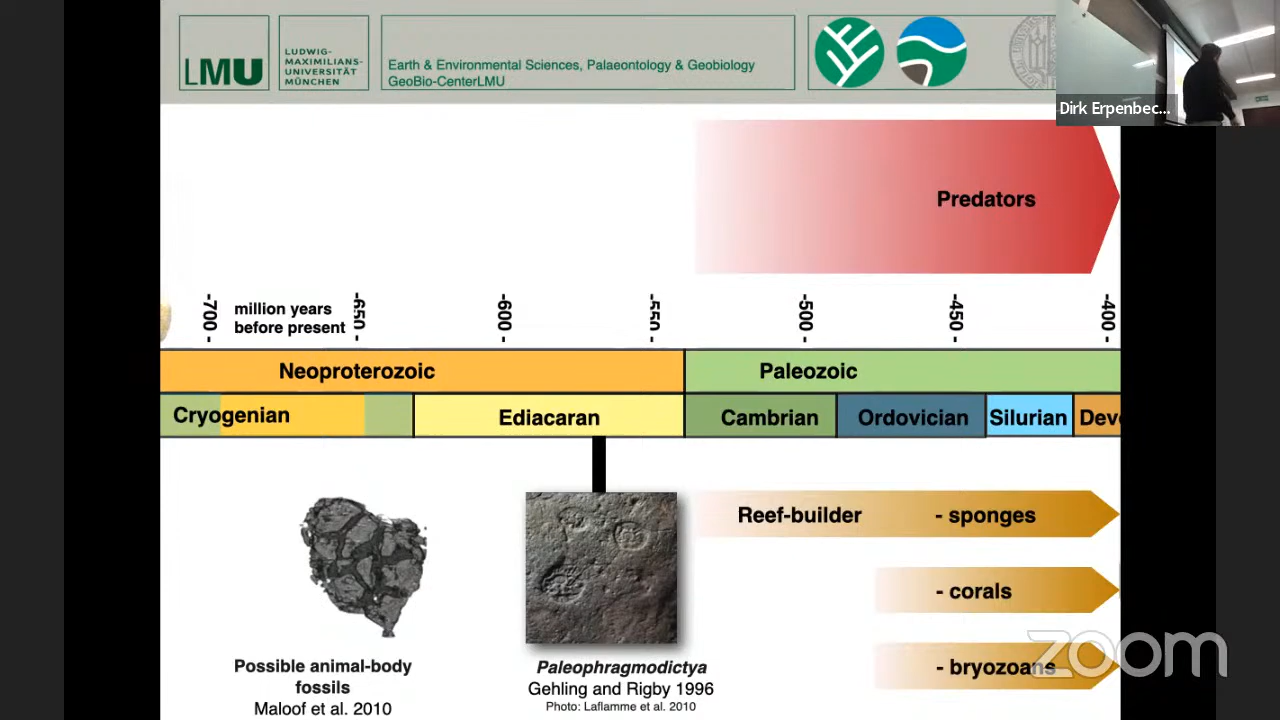 LMU
LUDWIG-
MAXIMILIANS-
UNIVERSITÄT
MÜNCHEN
Earth & Environmental Sciences, Palaeontology & Geobiology
GeoBio-CenterLMU
Dirk Erpenbec...
Predators
-700-
million years
before present
-650-
-600-
-550-
-500-
-450-
-400-
Neoproterozoic
Paleozoic
Cryogenian
Ediacaran
Cambrian
Ordovician
Silurian
Deve
Reef-builder
- sponges
- corals
- bryozoans
Possible animal-body
fossils
Maloof et al. 2010
Paleophragmodictya
Gehling and Rigby 1996
Photo: Laflamme et al. 2010
zoom